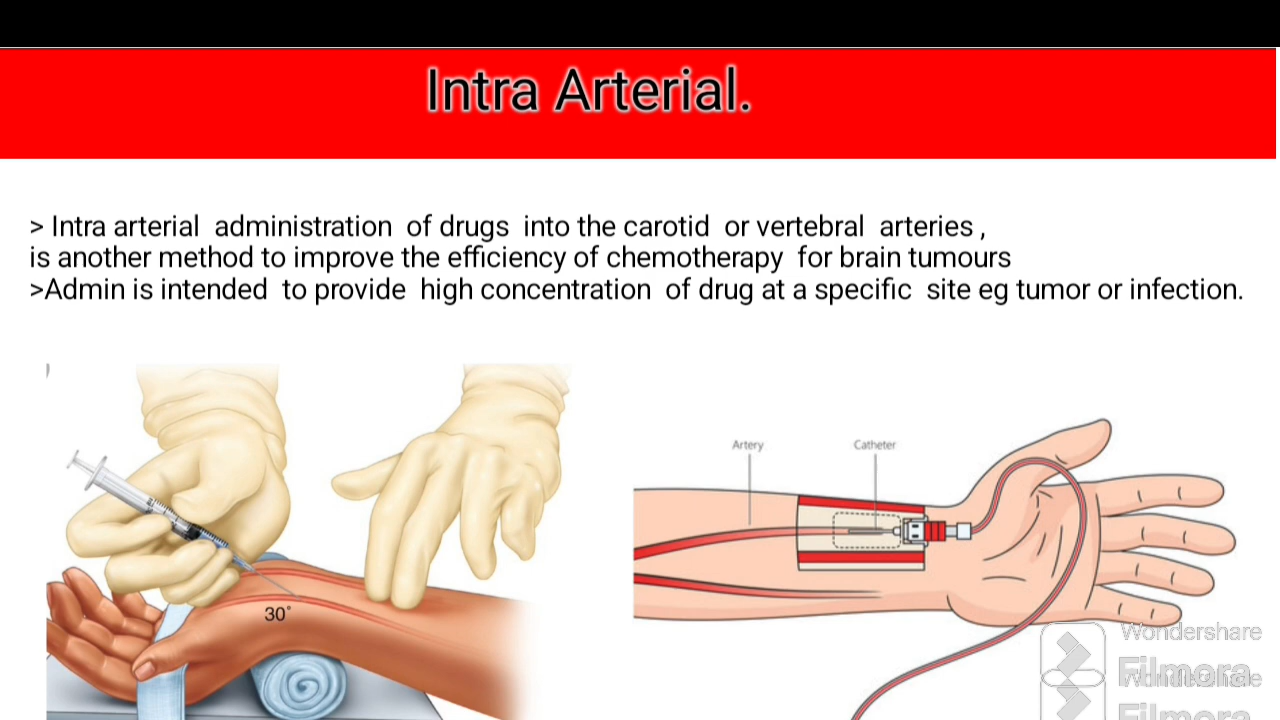 Intra Arterial.
> Intra arterial administration of drugs into the carotid or vertebral arteries ,
is another method to improve the efficiency of chemotherapy for brain tumours
>Admin is intended to provide high concentration of drug at a specific site eg tumor or infection.
Artery
Catheter
30°
Wondershare
Filmora
Wondershare
Filmora